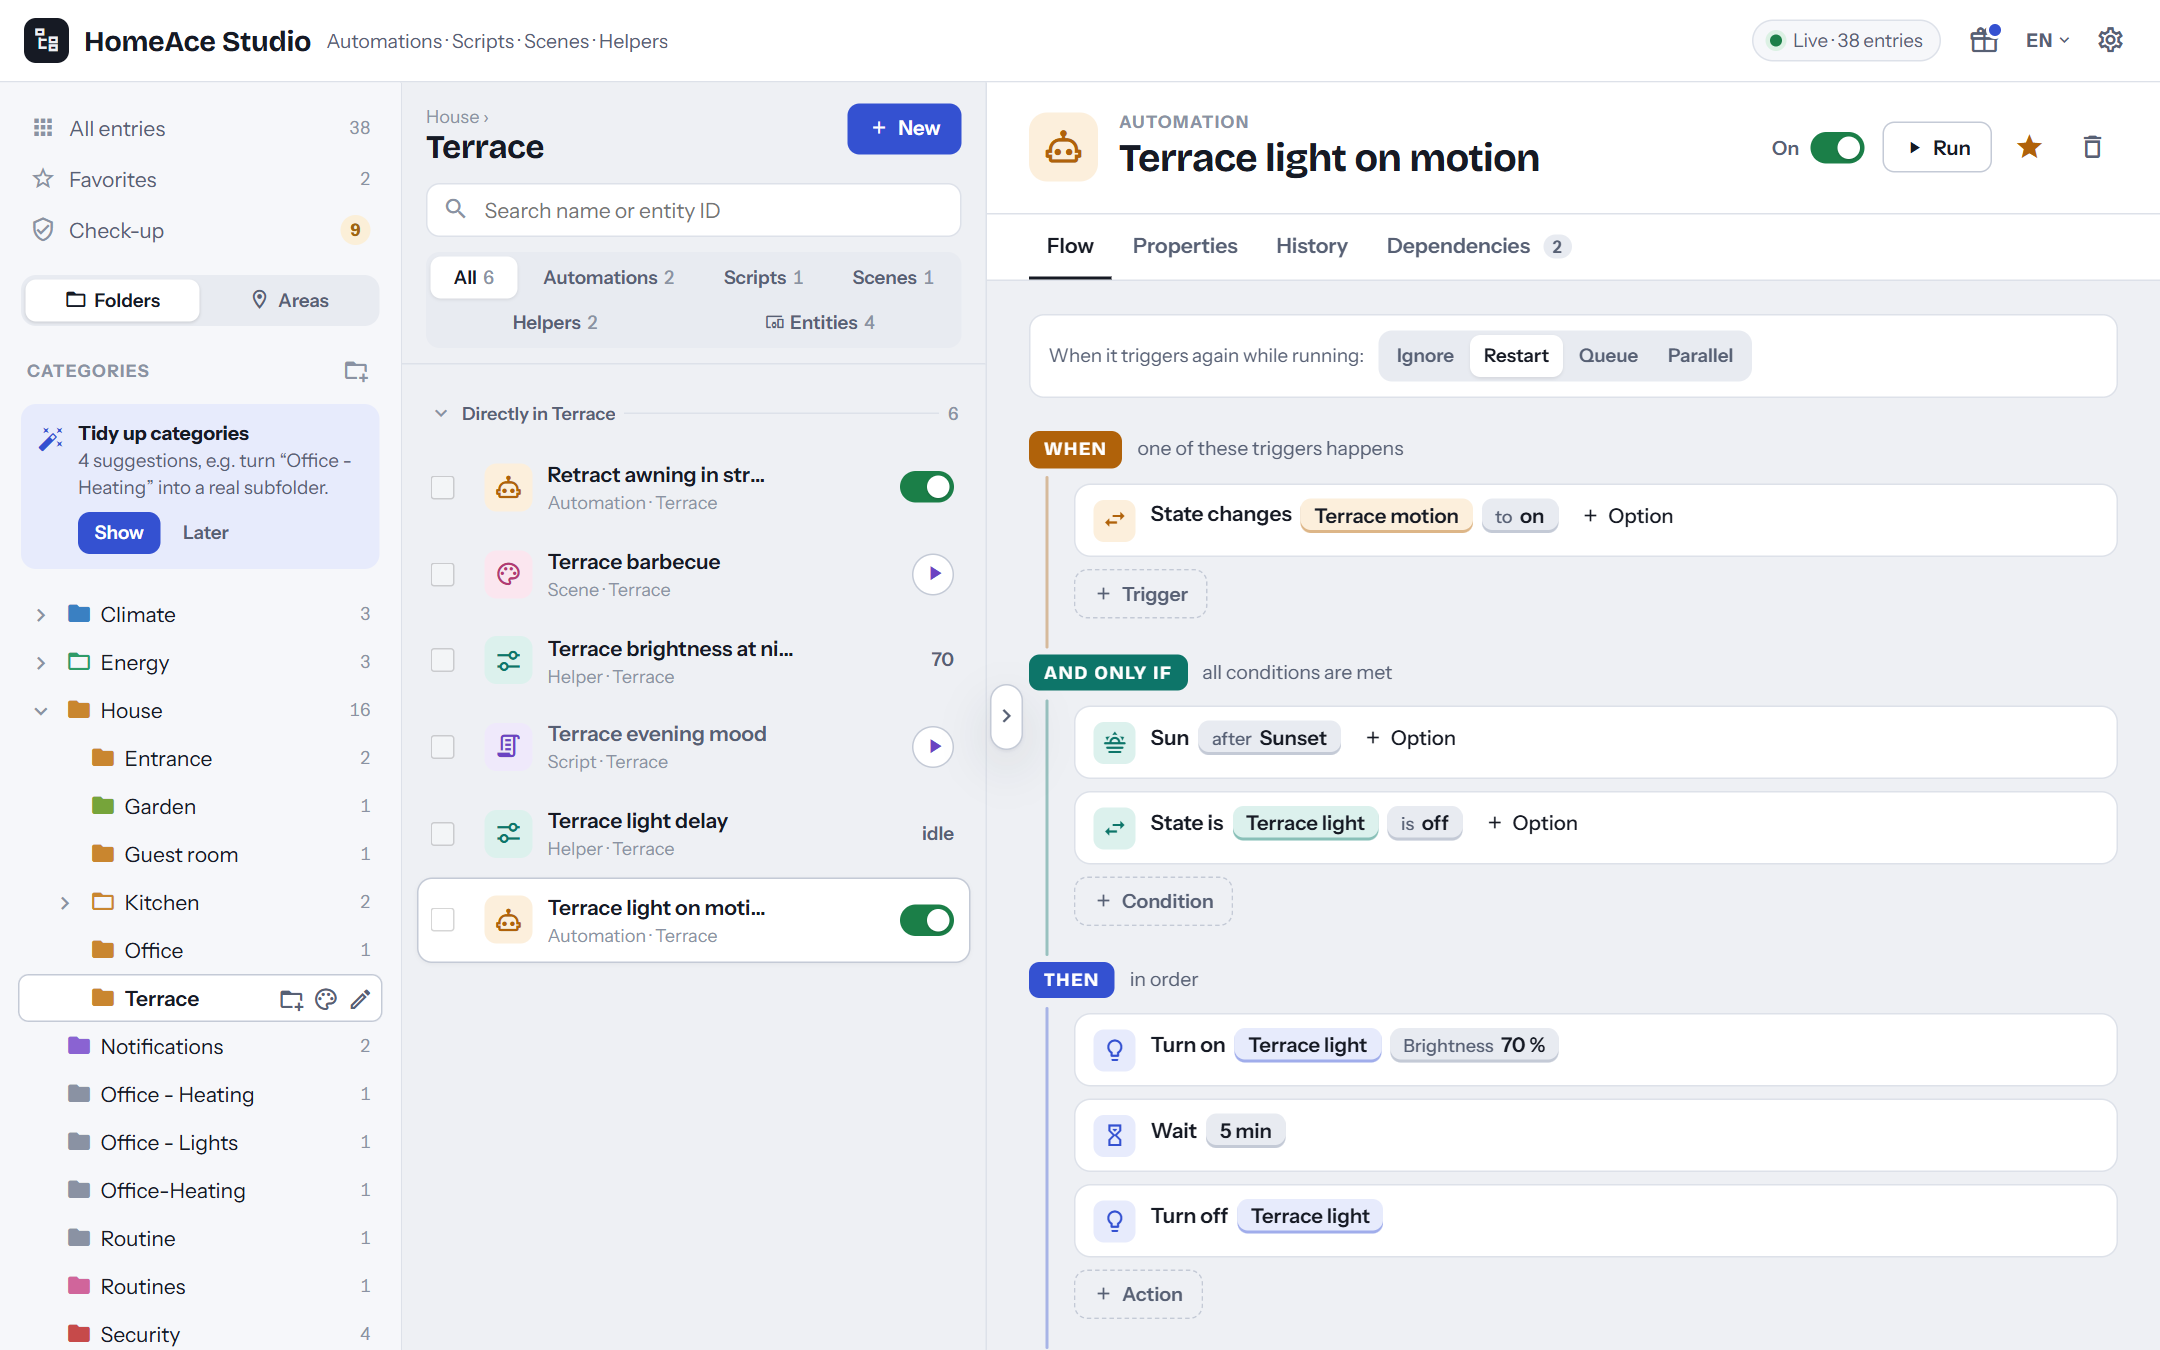 HomeAce Studio Automations · Scripts · Scenes · Helpers
Live · 38 entries
EN
All entries 38
Favorites 2
Check-up 9
Folders Areas
CATEGORIES
Tidy up categories
4 suggestions, e.g. turn “Office -
Heating” into a real subfolder.
Show Later
Climate 3
Energy 3
House 16
Entrance 2
Garden 1
Guest room 1
Kitchen 2
Office 1
Terrace
Notifications 2
Office - Heating 1
Office - Lights 1
Office-Heating 1
Routine 1
Routines 1
Security 4
House ›
Terrace
+ New
Search name or entity ID
All 6 Automations 2 Scripts 1 Scenes 1
Helpers 2 Entities 4
Directly in Terrace 6
Retract awning in str...
Automation · Terrace
Terrace barbecue
Scene · Terrace
Terrace brightness at ni...
Helper · Terrace
70
Terrace evening mood
Script · Terrace
Terrace light delay
Helper · Terrace
idle
Terrace light on moti...
Automation · Terrace
AUTOMATION
Terrace light on motion
On
Run
Flow Properties History Dependencies 2
When it triggers again while running: Ignore Restart Queue Parallel
WHEN one of these triggers happens
State changes Terrace motion to on + Option
+ Trigger
AND ONLY IF all conditions are met
Sun after Sunset + Option
State is Terrace light is off + Option
+ Condition
THEN in order
Turn on Terrace light Brightness 70 %
Wait 5 min
Turn off Terrace light
+ Action